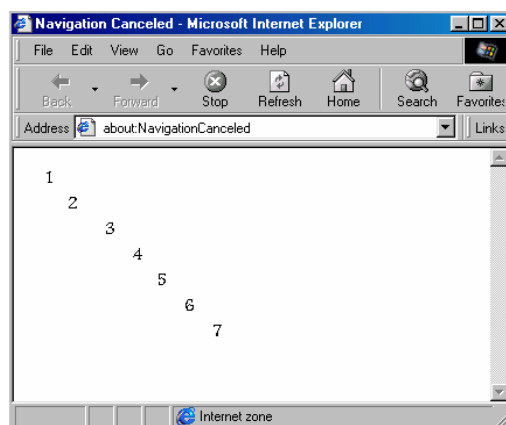 Navigation Canceled - Microsoft Internet Explorer
File Edit View Go Favorites Help
Back Forward Stop Refresh Home Search Favorites
Address about:NavigationCanceled Links
1
2
3
4
5
6
7
Internet zone